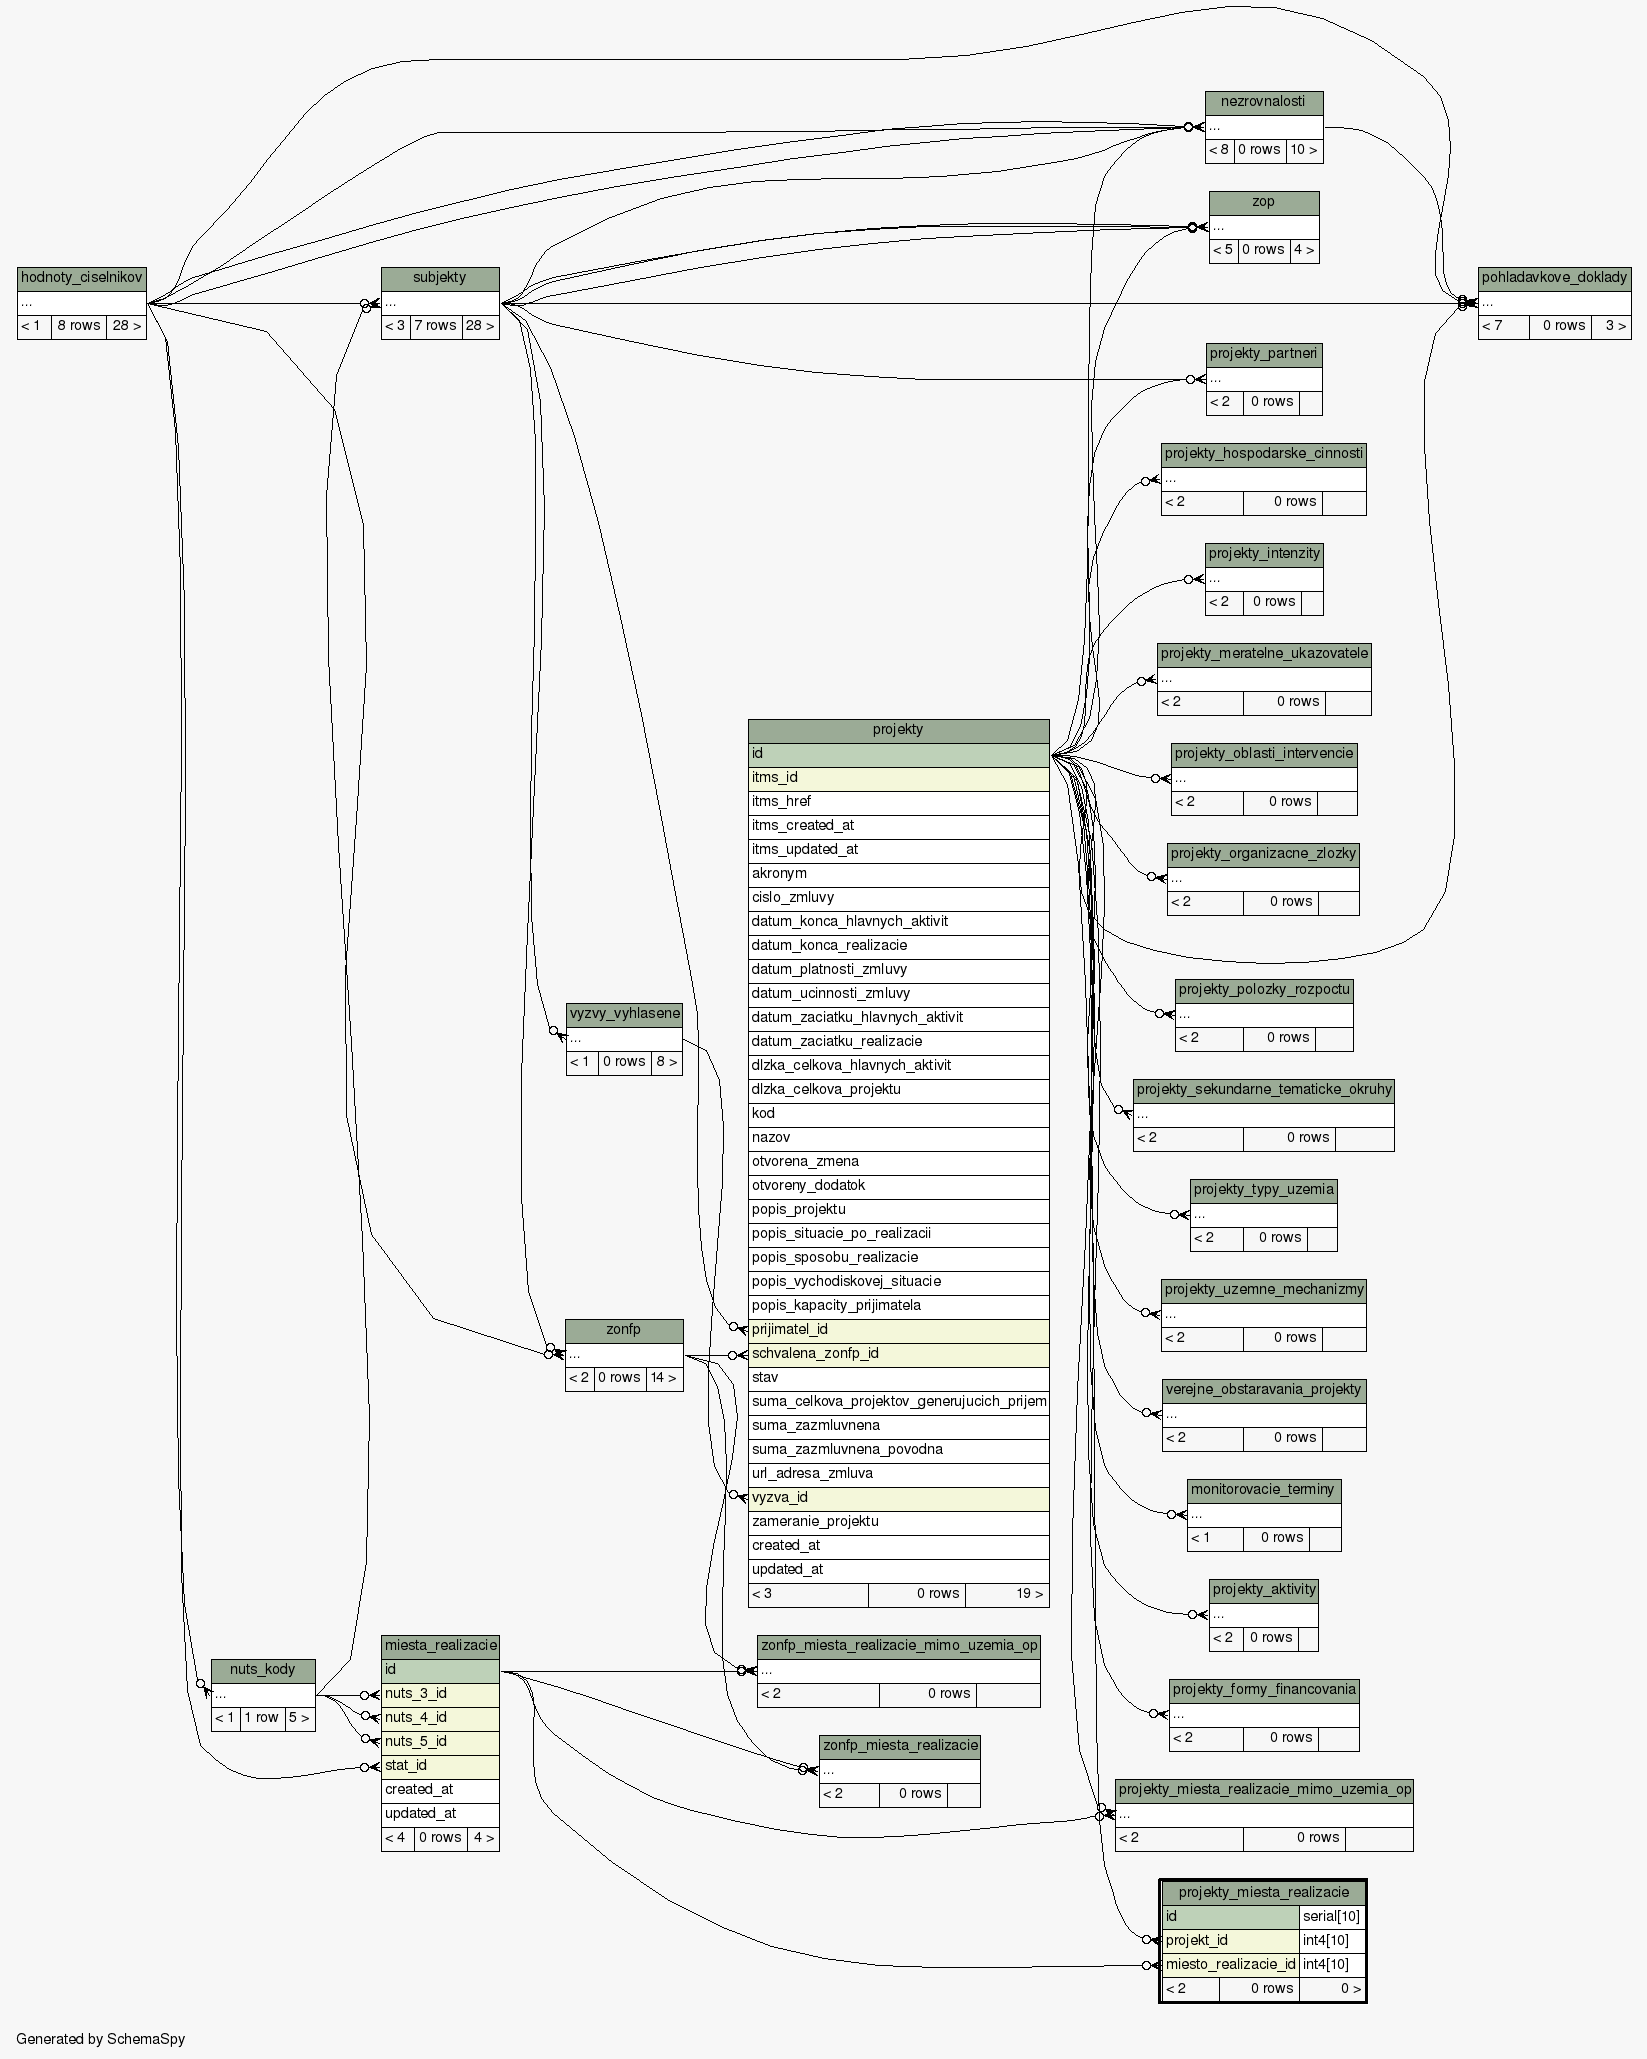 nezrovnalosti
...
< 8 0 rows 10 >
zop
...
< 5 0 rows 4 >
hodnoty_ciselnikov
...
< 1 8 rows 28 >
subjekty
...
< 3 7 rows 28 >
pohladavkove_doklady
...
< 7 0 rows 3 >
projekty_partneri
...
< 2 0 rows
projekty_hospodarske_cinnosti
...
< 2 0 rows
projekty_intenzity
...
< 2 0 rows
projekty_meratelne_ukazovatele
...
< 2 0 rows
projekty_oblasti_intervencie
...
< 2 0 rows
projekty_organizacne_zlozky
...
< 2 0 rows
projekty_polozky_rozpoctu
...
< 2 0 rows
projekty_sekundarne_tematicke_okruhy
...
< 2 0 rows
projekty_typy_uzemia
...
< 2 0 rows
projekty_uzemne_mechanizmy
...
< 2 0 rows
verejne_obstaravania_projekty
...
< 2 0 rows
monitorovacie_terminy
...
< 1 0 rows
projekty_aktivity
...
< 2 0 rows
projekty_formy_financovania
...
< 2 0 rows
projekty_miesta_realizacie_mimo_uzemia_op
...
< 2 0 rows
projekty_miesta_realizacie
id serial[10]
projekt_id int4[10]
miesto_realizacie_id int4[10]
< 2 0 rows 0 >
projekty
id
itms_id
itms_href
itms_created_at
itms_updated_at
akronym
cislo_zmluvy
datum_konca_hlavnych_aktivit
datum_konca_realizacie
datum_platnosti_zmluvy
datum_ucinnosti_zmluvy
datum_zaciatku_hlavnych_aktivit
datum_zaciatku_realizacie
dlzka_celkova_hlavnych_aktivit
dlzka_celkova_projektu
kod
nazov
otvorena_zmena
otvoreny_dodatok
popis_projektu
popis_situacie_po_realizacii
popis_sposobu_realizacie
popis_vychodiskovej_situacie
popis_kapacity_prijimatela
prijimatel_id
schvalena_zonfp_id
stav
suma_celkova_projektov_generujucich_prijem
suma_zazmluvnena
suma_zazmluvnena_povodna
url_adresa_zmluva
vyzva_id
zameranie_projektu
created_at
updated_at
< 3 0 rows 19 >
vyzvy_vyhlasene
...
< 1 0 rows 8 >
zonfp
...
< 2 0 rows 14 >
nuts_kody
...
< 1 1 row 5 >
miesta_realizacie
id
nuts_3_id
nuts_4_id
nuts_5_id
stat_id
created_at
updated_at
< 4 0 rows 4 >
zonfp_miesta_realizacie_mimo_uzemia_op
...
< 2 0 rows
zonfp_miesta_realizacie
...
< 2 0 rows
Generated by SchemaSpy